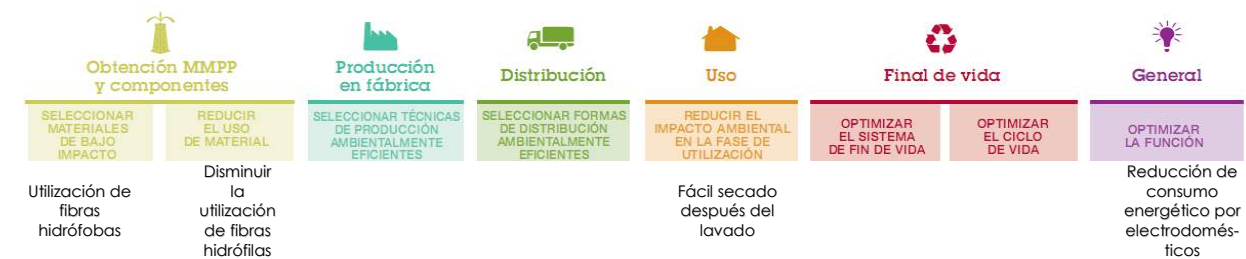 Obtención MMPP
y componentes
SELECCIONAR
MATERIALES
DE BAJO
IMPACTO
REDUCIR
EL USO
DE MATERIAL
Utilización de
fibras
hidrófobas
Disminuir
la
utilización
de fibras
hidrófilas
Producción
en fábrica
SELECCIONAR TÉCNICAS
DE PRODUCCIÓN
AMBIENTALMENTE
EFICIENTES
Distribución
SELECCIONAR FORMAS
DE DISTRIBUCIÓN
AMBIENTALMENTE
EFICIENTES
Uso
REDUCIR EL
IMPACTO AMBIENTAL
EN LA FASE DE
UTILIZACIÓN
Fácil secado
después del
lavado
Final de vida
OPTIMIZAR
EL SISTEMA
DE FIN DE VIDA
OPTIMIZAR
EL CICLO
DE VIDA
General
OPTIMIZAR
LA FUNCIÓN
Reducción de
consumo
energético por
electrodomés-
ticos